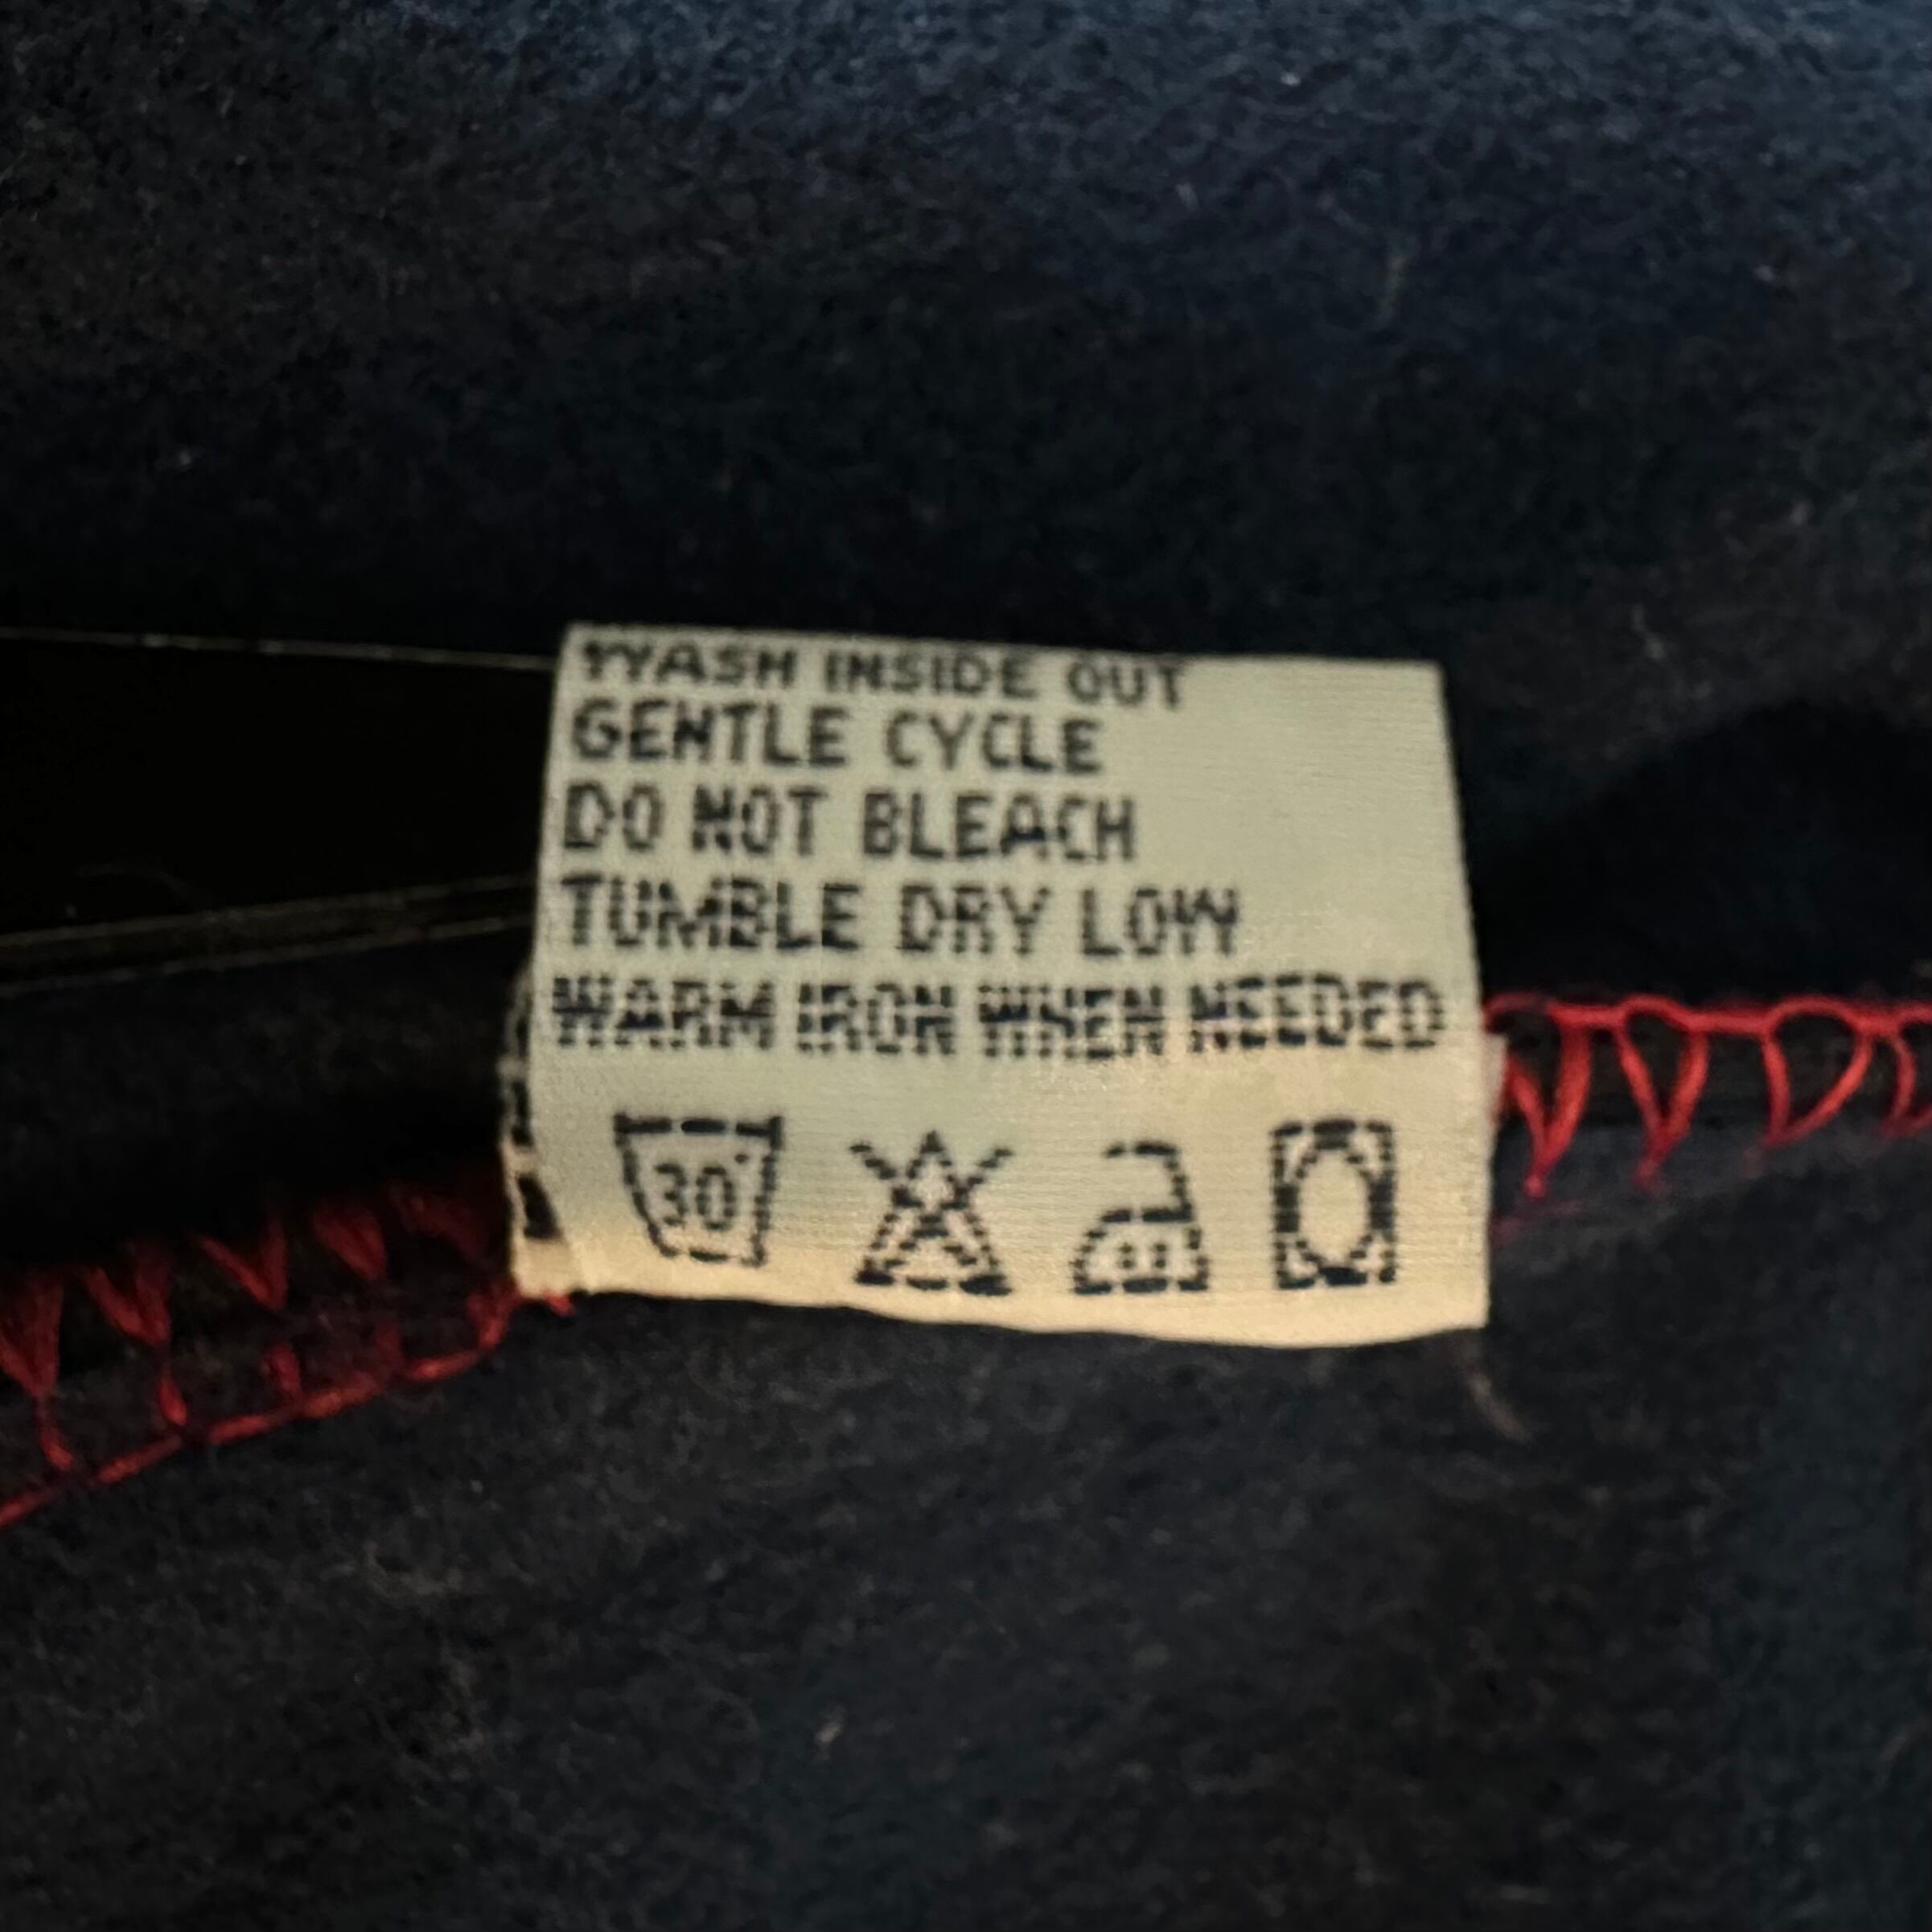 WASH INSIDE OUT
GENTLE CYCLE
DO NOT BLEACH
TUMBLE DRY LOW
WARM IRON WHEN NEEDED
30°